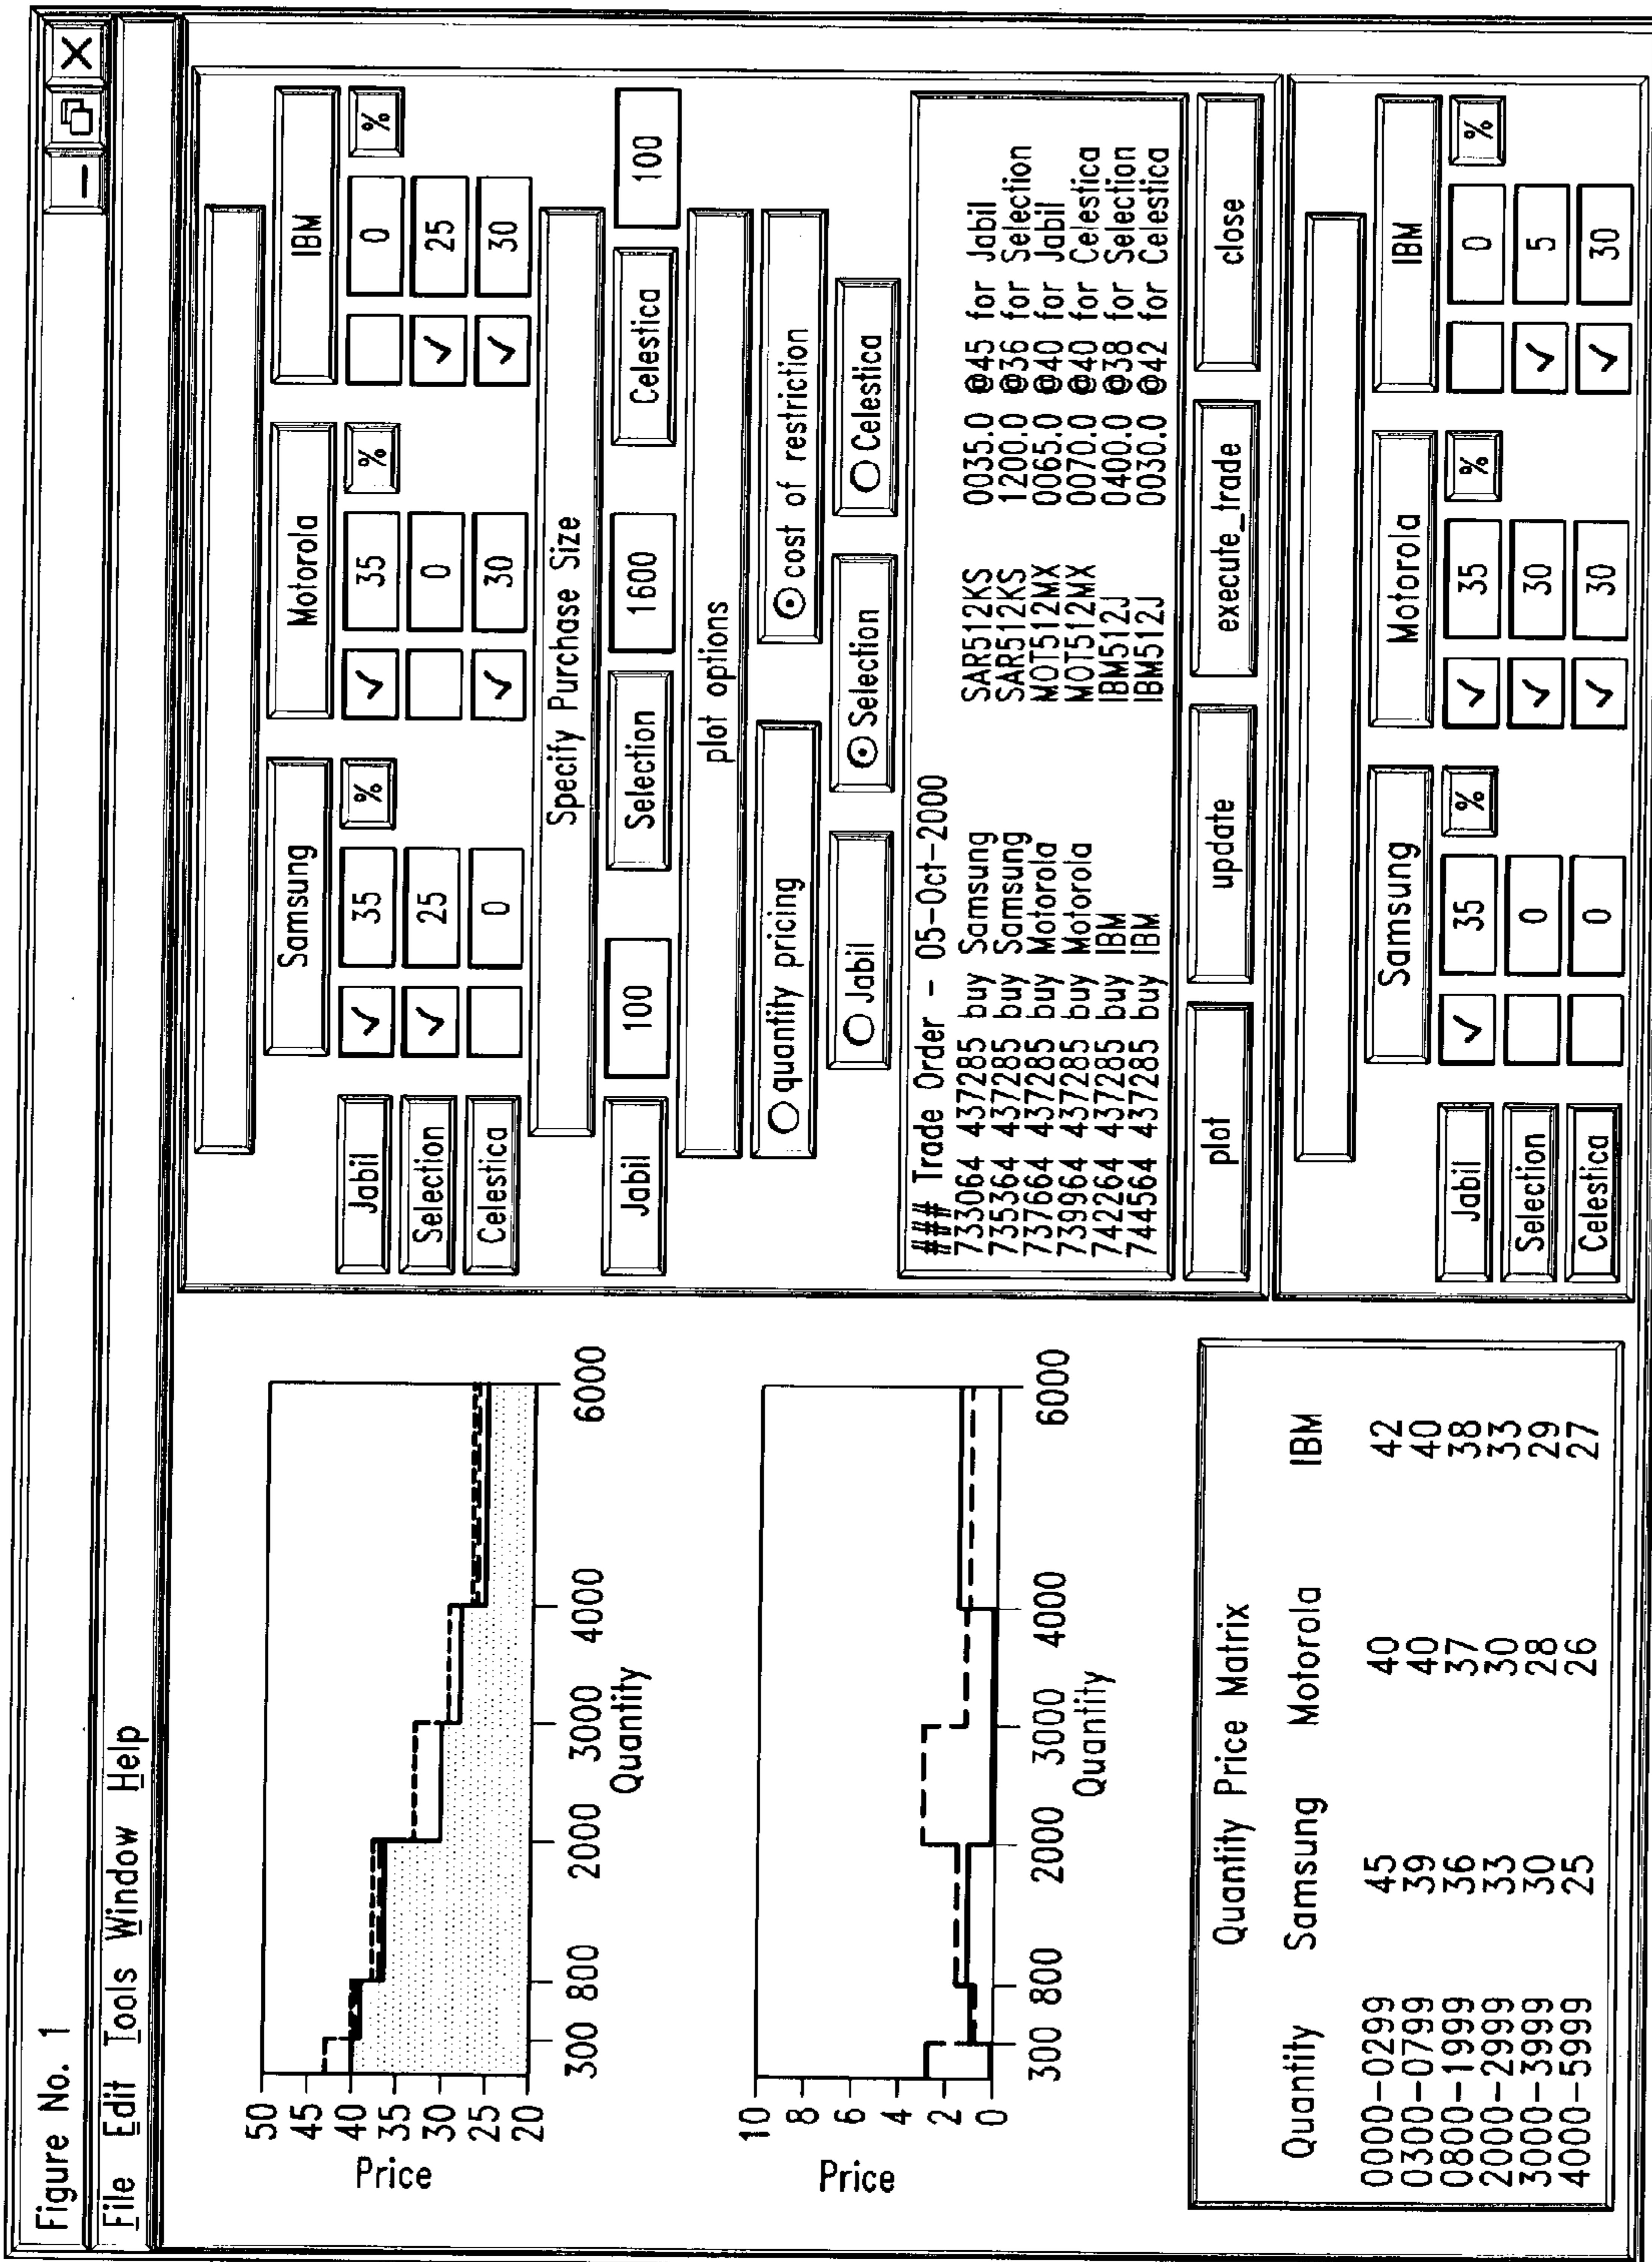 Figure No. 1
File Edit Tools Window Help
50
45
40
35
30
25
20
Price
300 800 2000 3000 4000 6000
Quantity
10
8
6
4
2
0
Price
300 800 2000 3000 4000 6000
Quantity
Quantity Price Matrix
Quantity Samsung Motorola IBM
0000-0299 45 40 42
0300-0799 39 40 40
0800-1999 36 37 38
2000-2999 33 30 33
3000-3999 30 28 29
4000-5999 25 26 27
Samsung Motorola IBM
% % %
Jabil 35 35 0
Selection 25 0 25
Celestica 0 30 30
Specify Purchase Size
Jabil 100 Selection 1600 Celestica 100
plot options
quantity pricing cost of restriction
Jabil Selection Celestica
### Trade Order - 05-Oct-2000
733064 437285 buy Samsung SAR512KS 0035.0 @45 for Jabil
735364 437285 buy Samsung SAR512KS 1200.0 @36 for Selection
737664 437285 buy Motorola MOT512MX 0065.0 @40 for Jabil
739964 437285 buy Motorola MOT512MX 0070.0 @40 for Celestica
742264 437285 buy IBM IBM512J 0400.0 @38 for Selection
744564 437285 buy IBM IBM512J 0030.0 @42 for Celestica
plot update execute_trade close
Samsung Motorola IBM
% % %
Jabil 35 35 0
Selection 0 30 5
Celestica 0 30 30